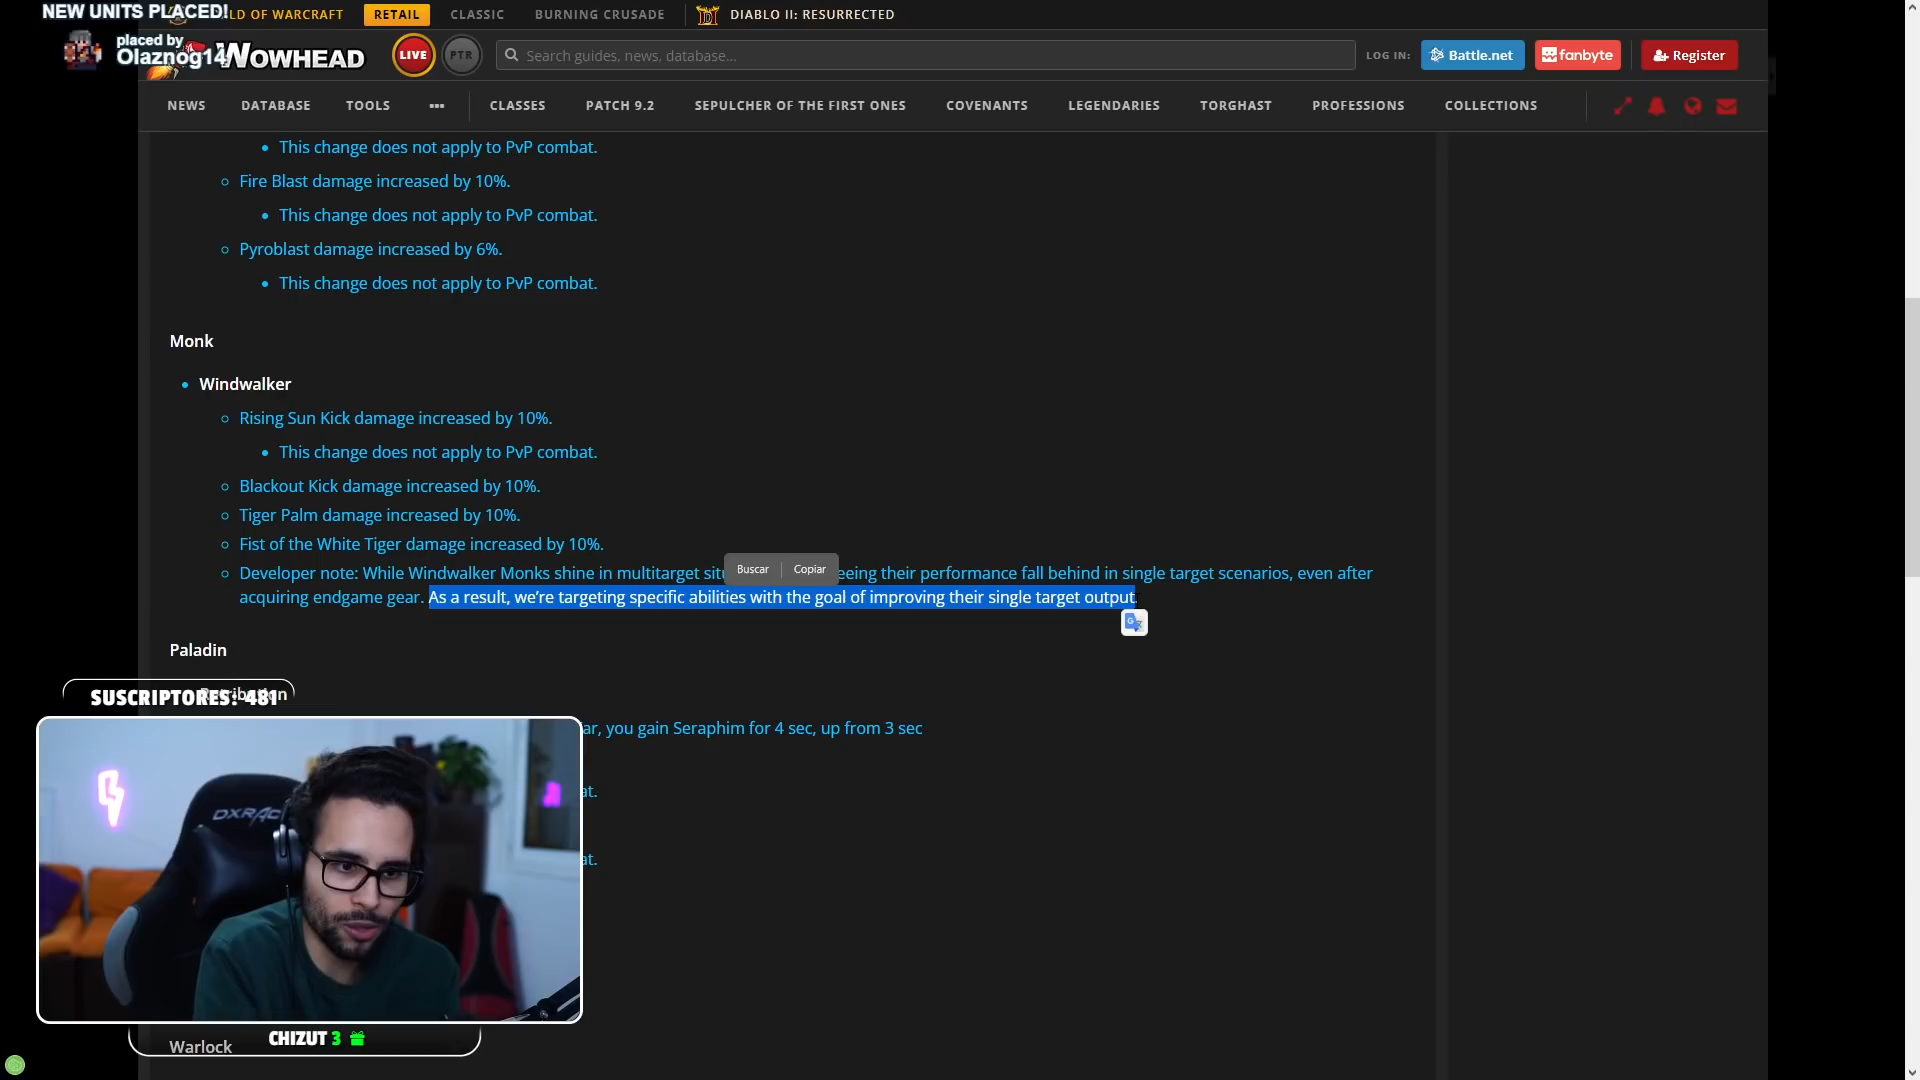 NEW UNITS PLACED!
LD OF WARCRAFT
RETAIL
CLASSIC
BURNING CRUSADE
DIABLO II: RESURRECTED
placed by
Olaznog14
WOWHEAD
LIVE
PTR
Search guides, news, database...
LOG IN:
Battle.net
fanbyte
Register
NEWS
DATABASE
TOOLS
CLASSES
PATCH 9.2
SEPULCHER OF THE FIRST ONES
COVENANTS
LEGENDARIES
TORGHAST
PROFESSIONS
COLLECTIONS
This change does not apply to PvP combat.
Fire Blast damage increased by 10%.
This change does not apply to PvP combat.
Pyroblast damage increased by 6%.
This change does not apply to PvP combat.
Monk
Windwalker
Rising Sun Kick damage increased by 10%.
This change does not apply to PvP combat.
Blackout Kick damage increased by 10%.
Tiger Palm damage increased by 10%.
Fist of the White Tiger damage increased by 10%.
Buscar
Copiar
Developer note: While Windwalker Monks shine in multitarget situ eeing their performance fall behind in single target scenarios, even after
acquiring endgame gear. As a result, we're targeting specific abilities with the goal of improving their single target output.
Paladin
Retribution
SUSCRIPTORES: 481
ar, you gain Seraphim for 4 sec, up from 3 sec
at.
DXRAC
at.
CHIZUT 3
Warlock